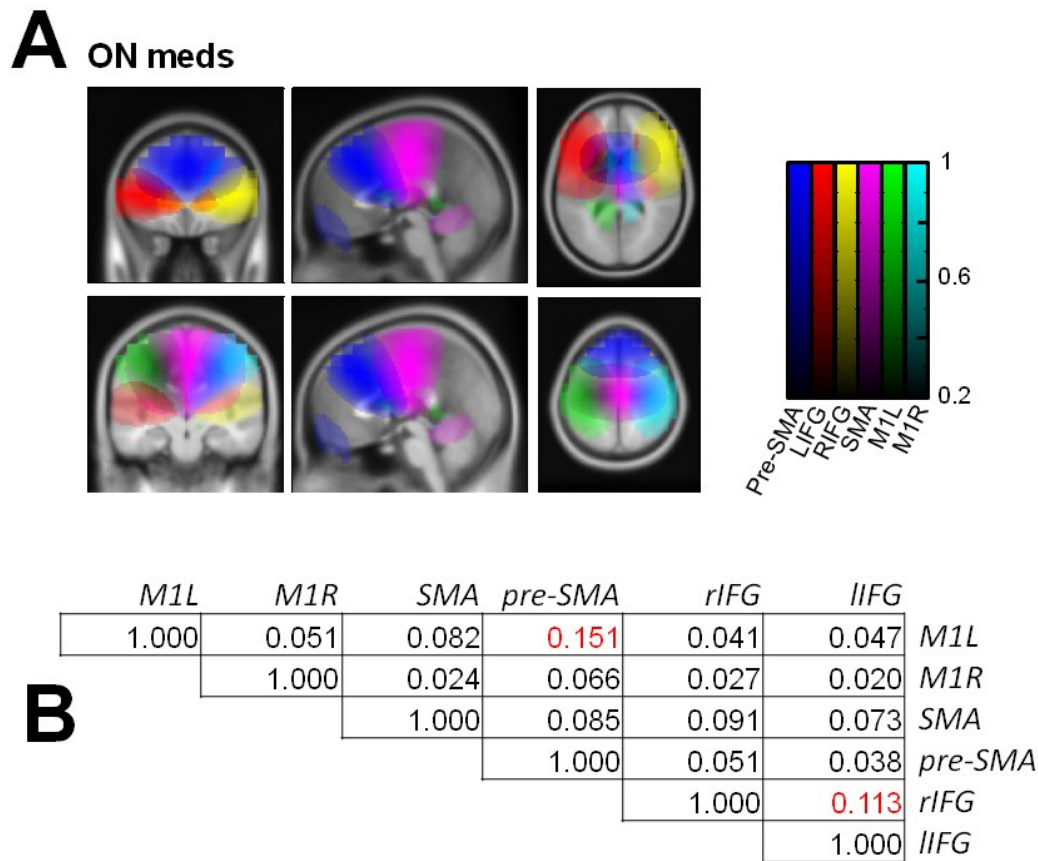 A ON meds
1
0.6
0.2
Pre-SMA
LIFG
RIFG
SMA
M1L
M1R
B
M1L M1R SMA pre-SMA rIFG lIFG
1.000 0.051 0.082 0.151 0.041 0.047 M1L
1.000 0.024 0.066 0.027 0.020 M1R
1.000 0.085 0.091 0.073 SMA
1.000 0.051 0.038 pre-SMA
1.000 0.113 rIFG
1.000 lIFG